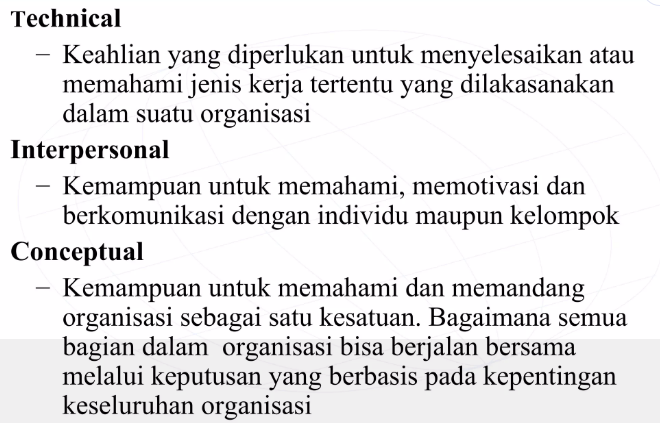 Technical
– Keahlian yang diperlukan untuk menyelesaikan atau
memahami jenis kerja tertentu yang dilakasanakan
dalam suatu organisasi
Interpersonal
– Kemampuan untuk memahami, memotivasi dan
berkomunikasi dengan individu maupun kelompok
Conceptual
– Kemampuan untuk memahami dan memandang
organisasi sebagai satu kesatuan. Bagaimana semua
bagian dalam  organisasi bisa berjalan bersama
melalui keputusan yang berbasis pada kepentingan
keseluruhan organisasi